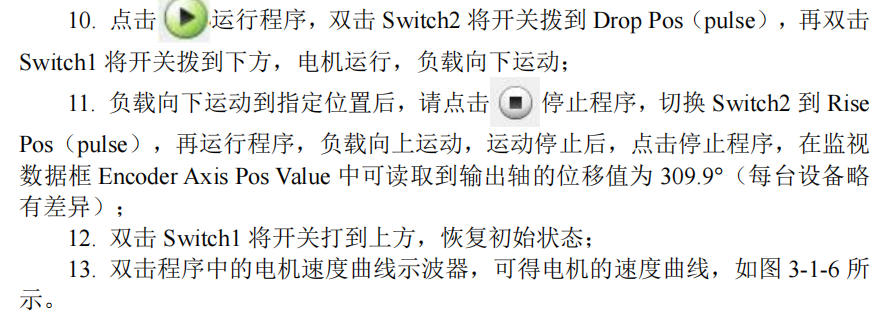 10. 点击 运行程序，双击 Switch2 将开关拨到 Drop Pos（pulse），再双击
Switch1 将开关拨到下方，电机运行，负载向下运动；
11. 负载向下运动到指定位置后，请点击 停止程序，切换 Switch2 到 Rise
Pos（pulse），再运行程序，负载向上运动，运动停止后，点击停止程序，在监视
数据框 Encoder Axis Pos Value 中可读取到输出轴的位移值为 309.9°（每台设备略
有差异）；
12. 双击 Switch1 将开关打到上方，恢复初始状态；
13. 双击程序中的电机速度曲线示波器，可得电机的速度曲线，如图 3-1-6 所
示。